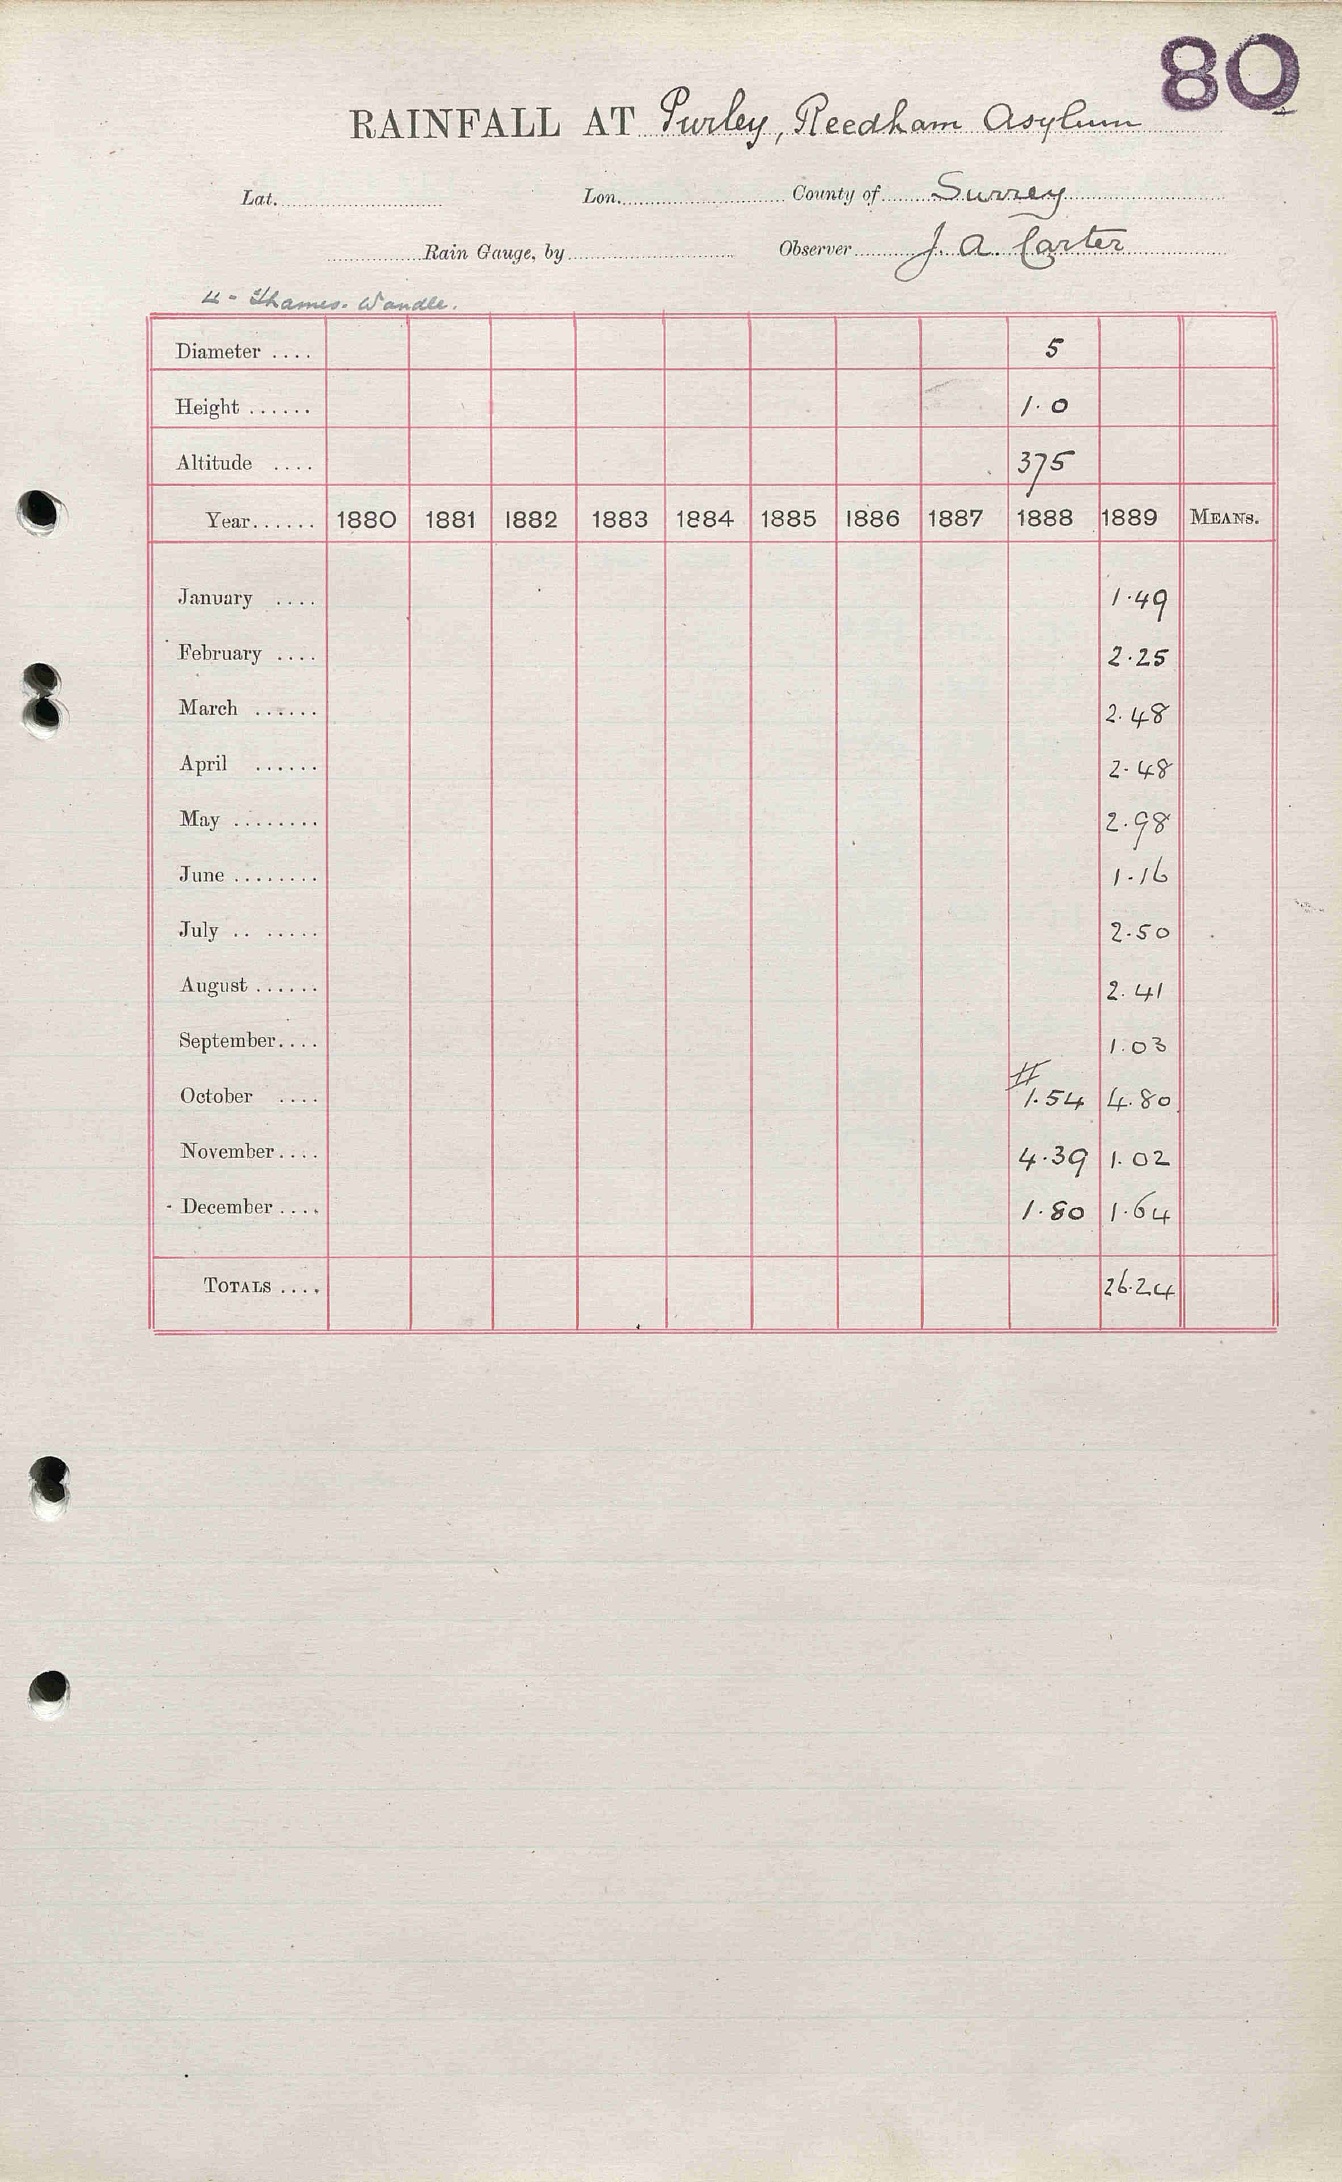 80
RAINFALL AT Purley, Reedham Asylum
Lat. Lon. County of Surrey
Rain Gauge, by Observer J. A. Carter
4 - Thames. Wandle.
Diameter .... 5
Height ...... 1.0
Altitude .... 375
Year...... 1880 1881 1882 1883 1884 1885 1886 1887 1888 1889 MEANS.
January .... 1.49
February .... 2.25
March ...... 2.48
April ...... 2.48
May ........ 2.98
June ........ 1.16
July .. ..... 2.50
August ...... 2.41
September.... 1.03
#
October .... 1.54 4.80
November.... 4.39 1.02
December .... 1.80 1.64
TOTALS .... 26.24